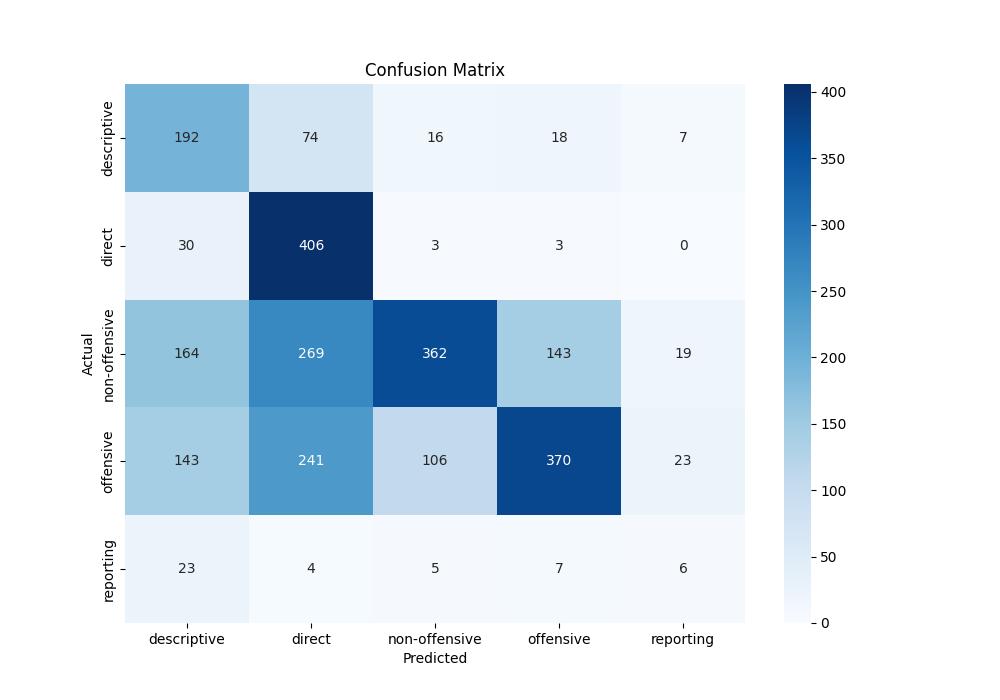 Confusion Matrix
descriptive 192 74 16 18 7
direct 30 406 3 3 0
non-offensive 164 269 362 143 19
offensive 143 241 106 370 23
reporting 23 4 5 7 6
Actual
descriptive direct non-offensive offensive reporting
Predicted
400
350
300
250
200
150
100
50
0